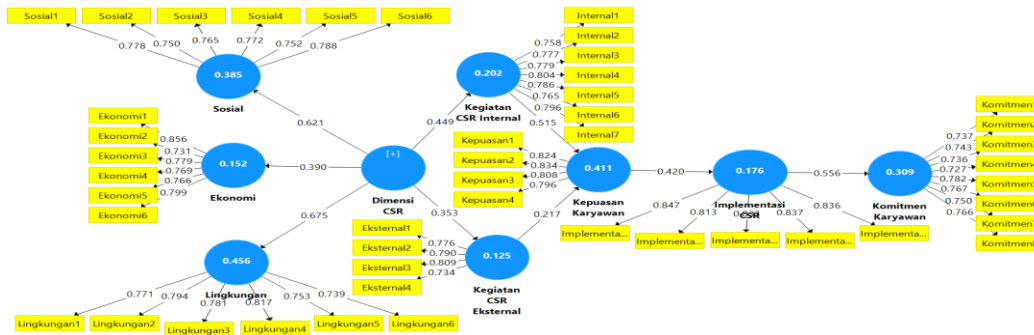 Sosial1
Sosial2
Sosial3
Sosial4
Sosial5
Sosial6
0.778
0.750
0.765
0.772
0.752
0.788
0.385
Sosial
0.621
Ekonomi1
Ekonomi2
Ekonomi3
Ekonomi4
Ekonomi5
Ekonomi6
0.856
0.731
0.779
0.769
0.766
0.799
0.152
Ekonomi
0.390
[+]
Dimensi
CSR
0.675
0.456
Lingkungan
0.771
0.794
0.781
0.817
0.753
0.739
Lingkungan1
Lingkungan2
Lingkungan3
Lingkungan4
Lingkungan5
Lingkungan6
0.449
0.202
Kegiatan
CSR Internal
0.758
0.777
0.779
0.804
0.786
0.765
0.796
Internal1
Internal2
Internal3
Internal4
Internal5
Internal6
Internal7
0.515
0.353
Eksternal1
Eksternal2
Eksternal3
Eksternal4
0.776
0.790
0.809
0.734
0.125
Kegiatan
CSR
Eksternal
0.217
Kepuasan1
Kepuasan2
Kepuasan3
Kepuasan4
0.824
0.834
0.808
0.796
0.411
Kepuasan
Karyawan
0.420
0.176
Implementasi
CSR
0.847
0.813
0.837
0.836
Implementa...
Implementa...
Implementa...
Implementa...
Implementa...
0.556
0.309
Komitmen
Karyawan
0.737
0.743
0.736
0.727
0.782
0.767
0.750
0.766